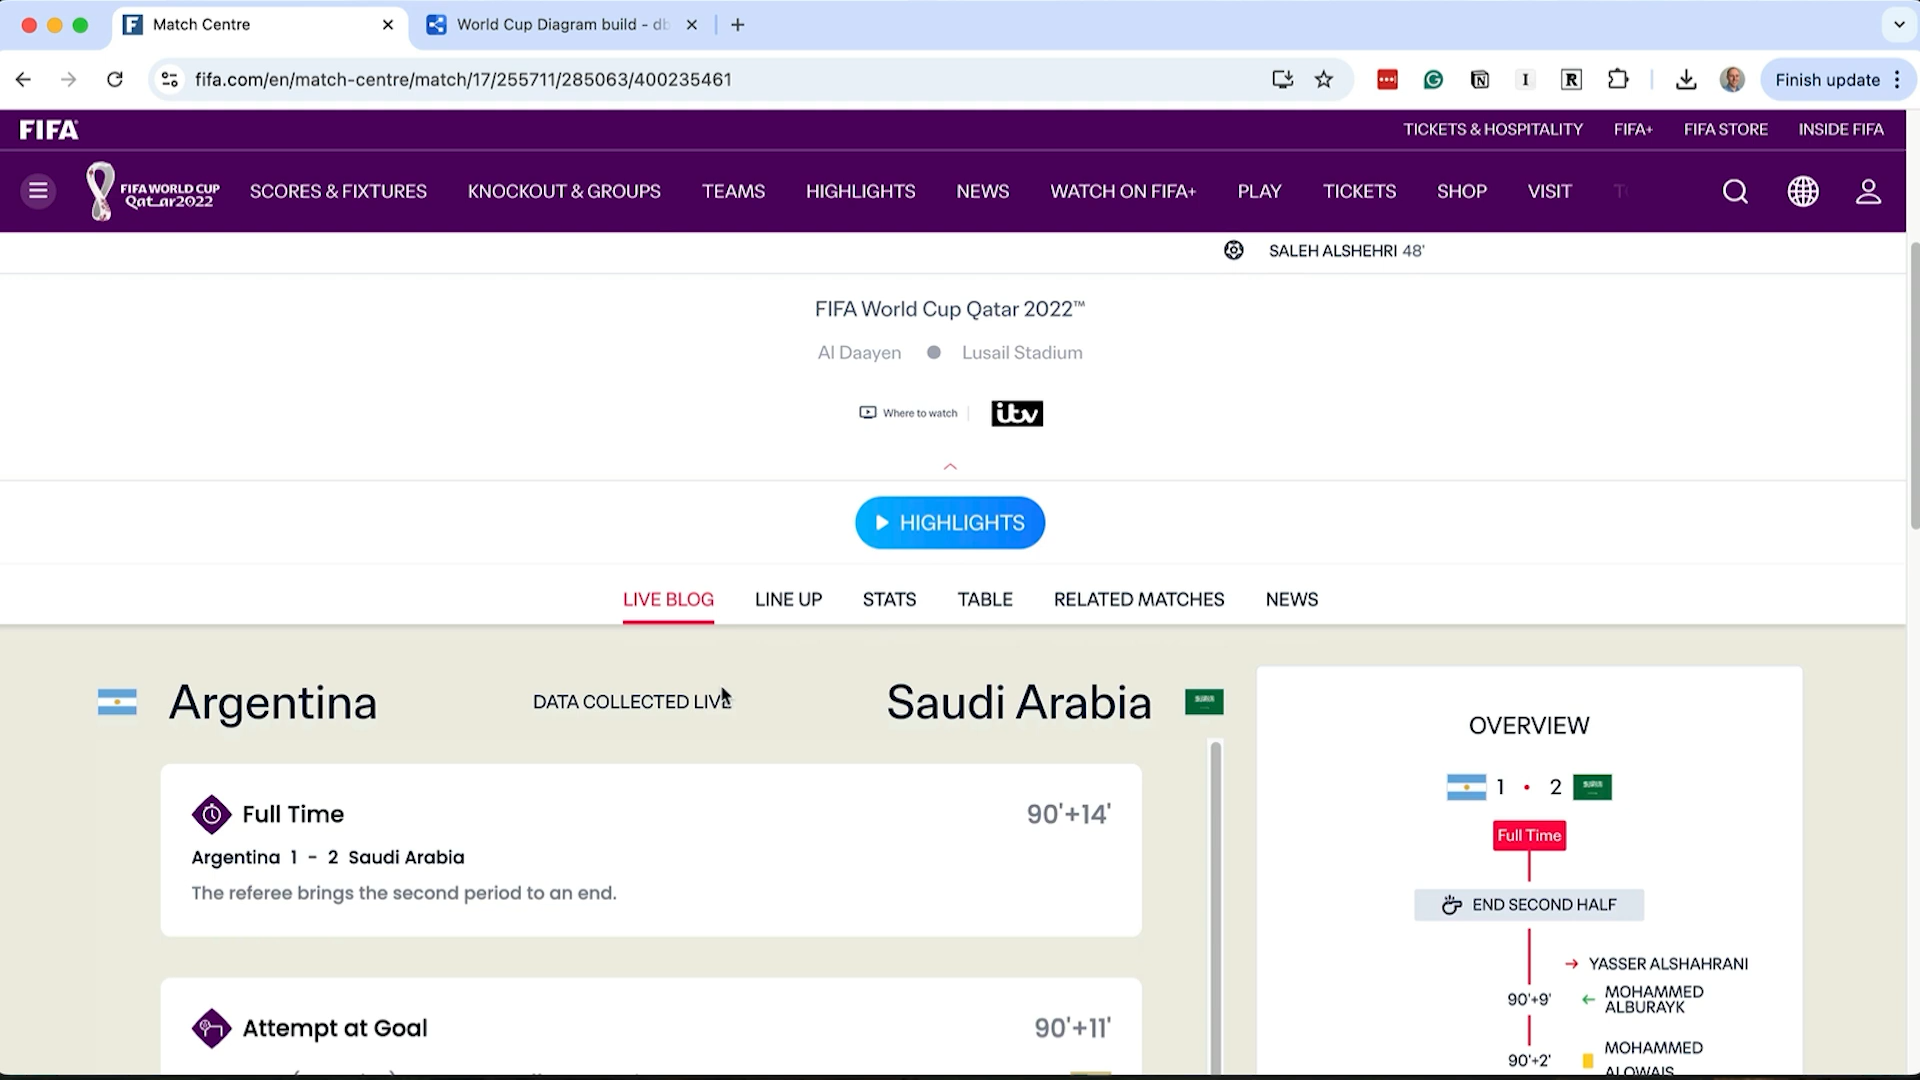 Match Centre
World Cup Diagram build - db
fifa.com/en/match-centre/match/17/255711/285063/400235461
Finish update
FIFA
TICKETS & HOSPITALITY
FIFA+
FIFA STORE
INSIDE FIFA
FIFA WORLD CUP
Qatar2022
SCORES & FIXTURES
KNOCKOUT & GROUPS
TEAMS
HIGHLIGHTS
NEWS
WATCH ON FIFA+
PLAY
TICKETS
SHOP
VISIT
SALEH ALSHEHRI 48'
FIFA World Cup Qatar 2022™
Al Daayen
Lusail Stadium
Where to watch
itv
HIGHLIGHTS
LIVE BLOG
LINE UP
STATS
TABLE
RELATED MATCHES
NEWS
Argentina
DATA COLLECTED LIVE
Saudi Arabia
Full Time
90'+14'
Argentina 1 - 2 Saudi Arabia
The referee brings the second period to an end.
Attempt at Goal
90'+11'
OVERVIEW
1 • 2
Full Time
END SECOND HALF
YASSER ALSHAHRANI
90'+9'
MOHAMMED
ALBURAYK
90'+2'
MOHAMMED
ALOWAIS